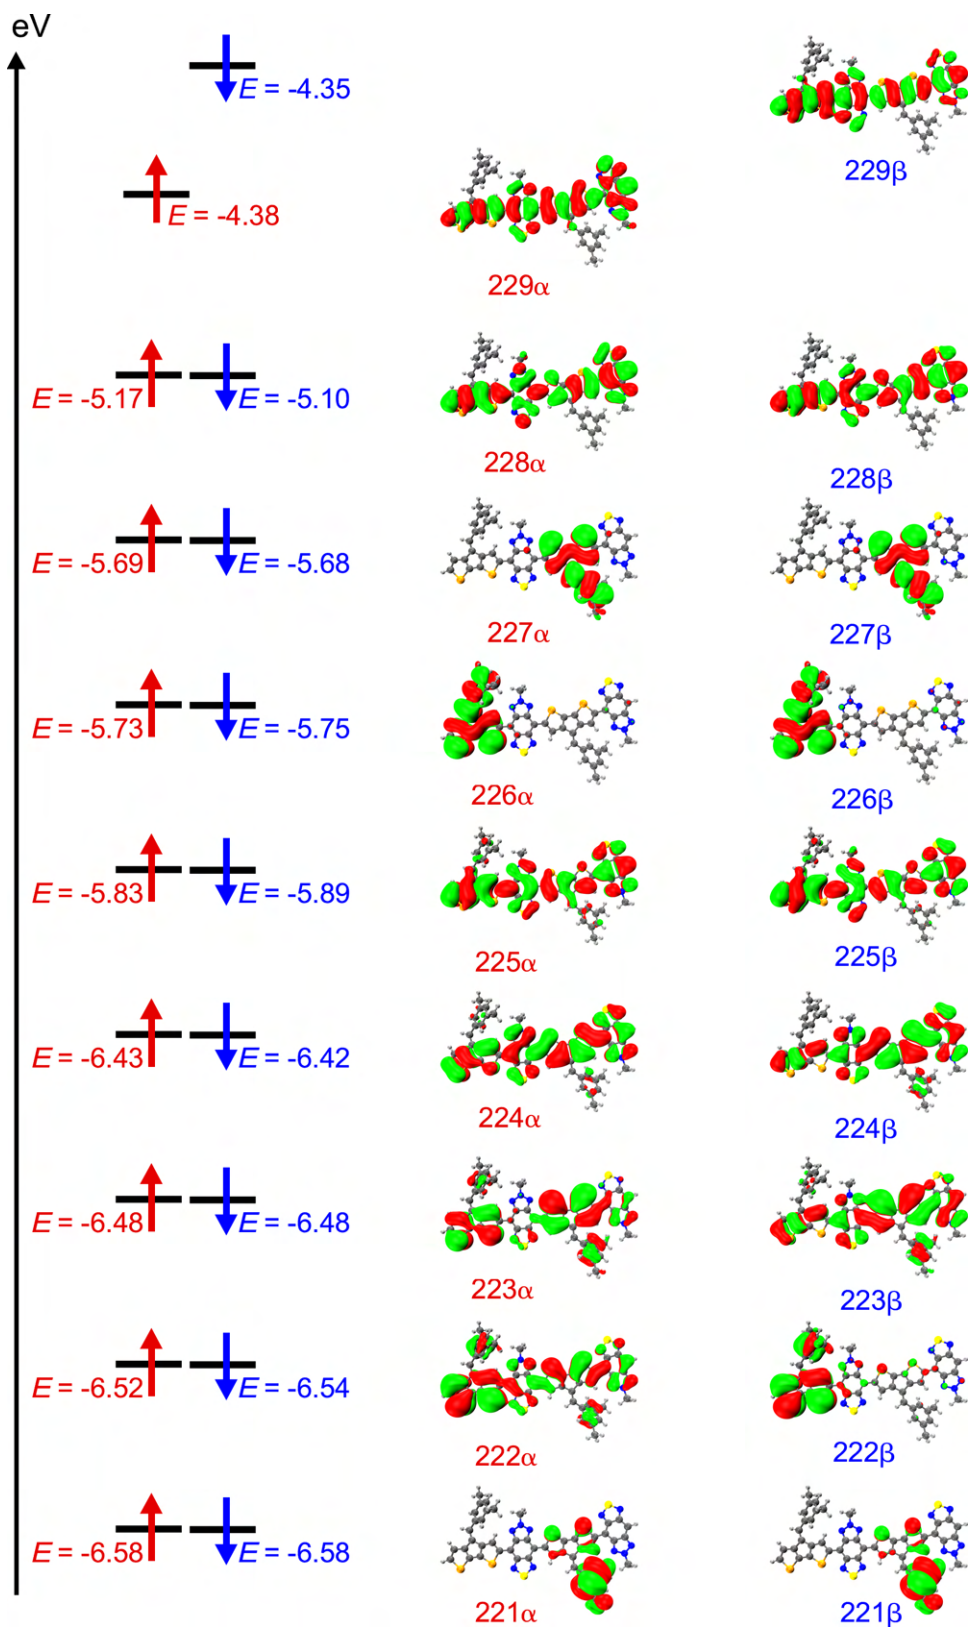 eV
E = -4.35
229β
E = -4.38
229α
E = -5.17 E = -5.10
228α 228β
E = -5.69 E = -5.68
227α 227β
E = -5.73 E = -5.75
226α 226β
E = -5.83 E = -5.89
225α 225β
E = -6.43 E = -6.42
224α 224β
E = -6.48 E = -6.48
223α 223β
E = -6.52 E = -6.54
222α 222β
E = -6.58 E = -6.58
221α 221β